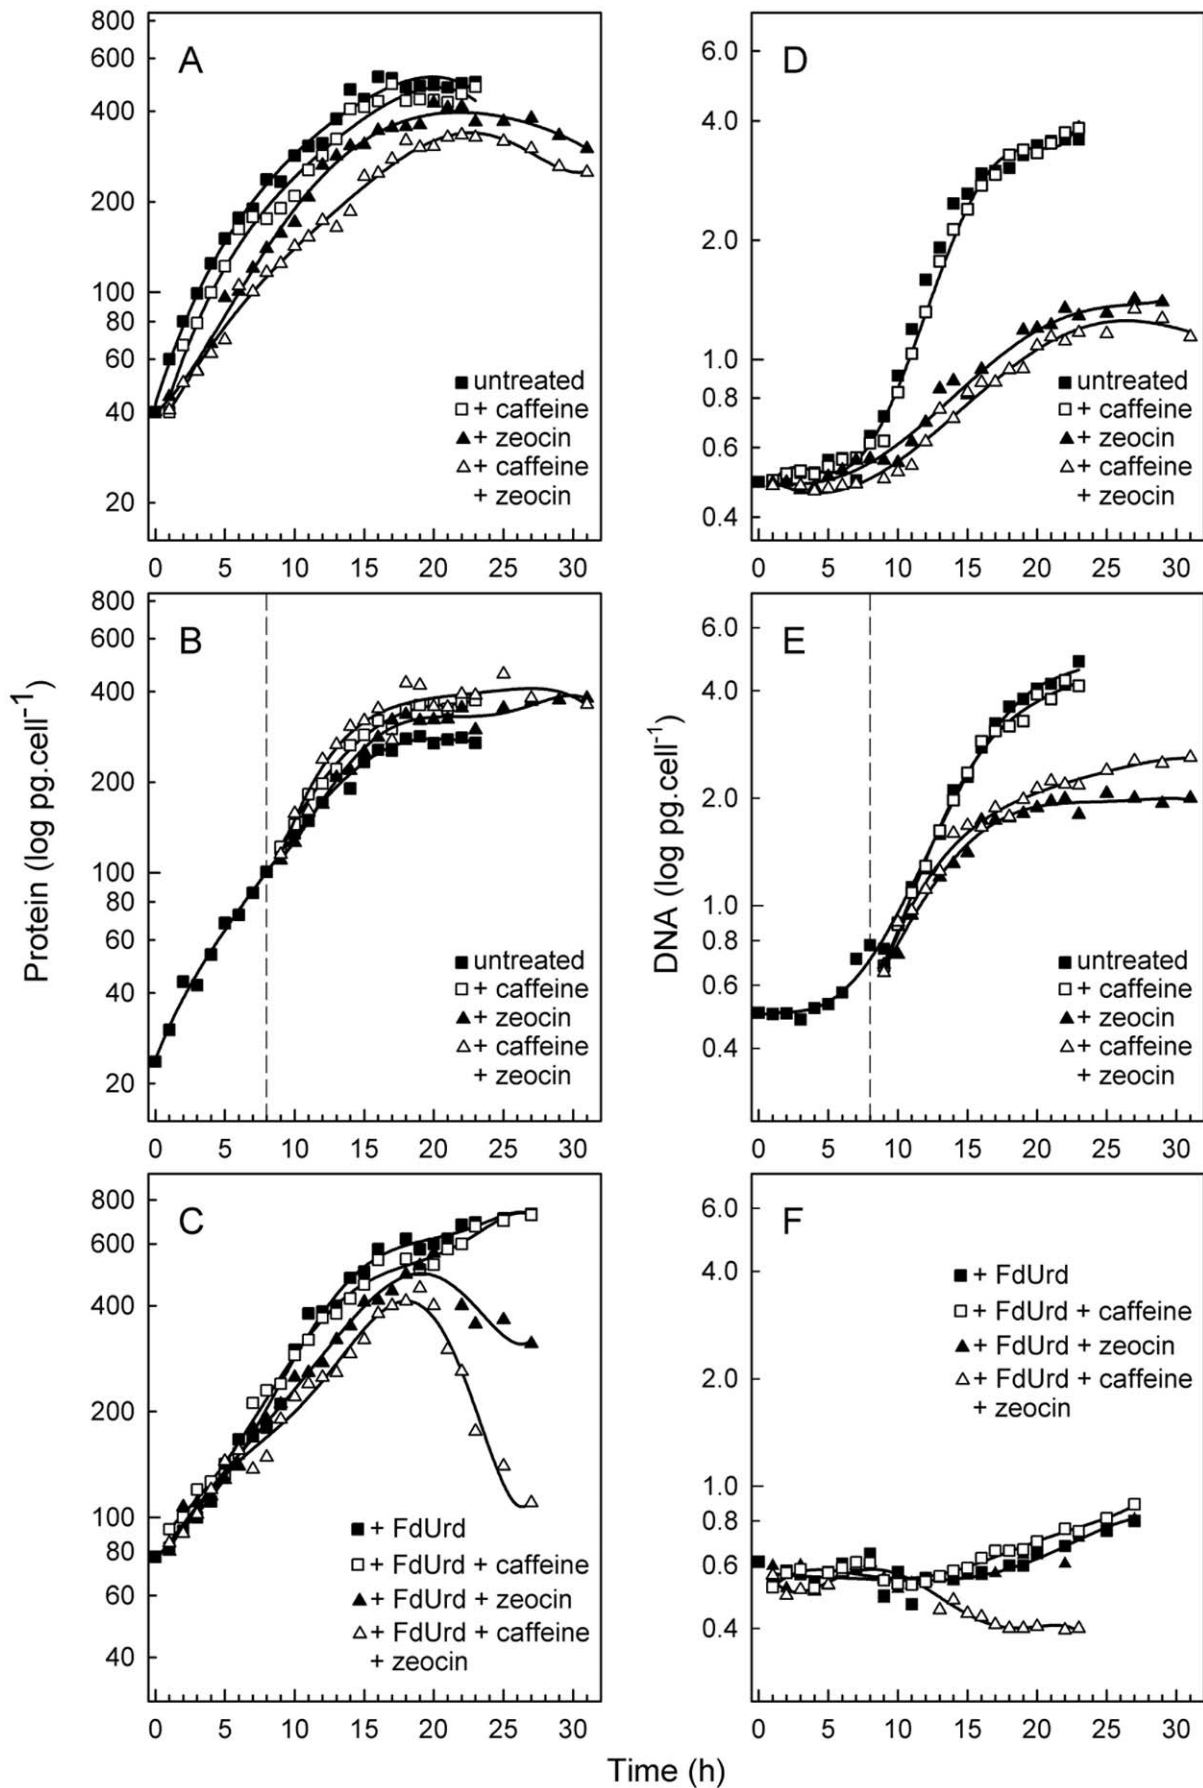 A
800
600
400
200
100
80
60
40
20
untreated
+ caffeine
+ zeocin
+ caffeine
+ zeocin
0 5 10 15 20 25 30
D
6.0
4.0
2.0
1.0
0.8
0.6
0.4
untreated
+ caffeine
+ zeocin
+ caffeine
+ zeocin
0 5 10 15 20 25 30
Protein (log pg.cell-1)
B
800
600
400
200
100
80
60
40
20
untreated
+ caffeine
+ zeocin
+ caffeine
+ zeocin
0 5 10 15 20 25 30
DNA (log pg.cell-1)
E
6.0
4.0
2.0
1.0
0.8
0.6
0.4
untreated
+ caffeine
+ zeocin
+ caffeine
+ zeocin
0 5 10 15 20 25 30
C
800
600
400
200
100
80
60
40
+ FdUrd
+ FdUrd + caffeine
+ FdUrd + zeocin
+ FdUrd + caffeine
+ zeocin
0 5 10 15 20 25 30
F
6.0
4.0
2.0
1.0
0.8
0.6
0.4
+ FdUrd
+ FdUrd + caffeine
+ FdUrd + zeocin
+ FdUrd + caffeine
+ zeocin
0 5 10 15 20 25 30
Time (h)